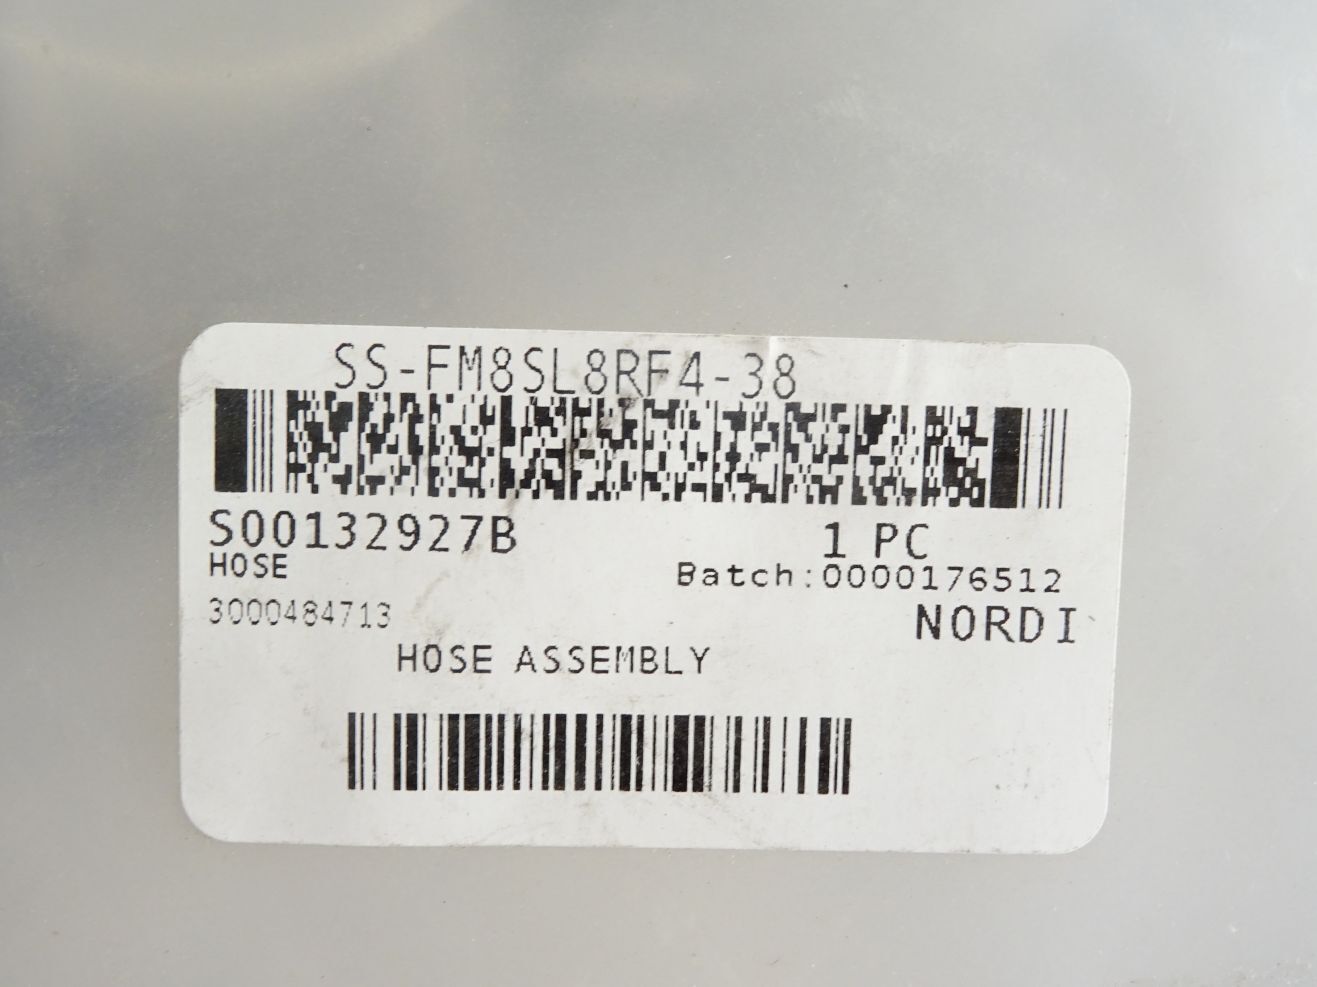 SS-FM8SL8RF4-38
S00132927B 1 PC
HOSE Batch:0000176512
3000484713 NORDI
HOSE ASSEMBLY